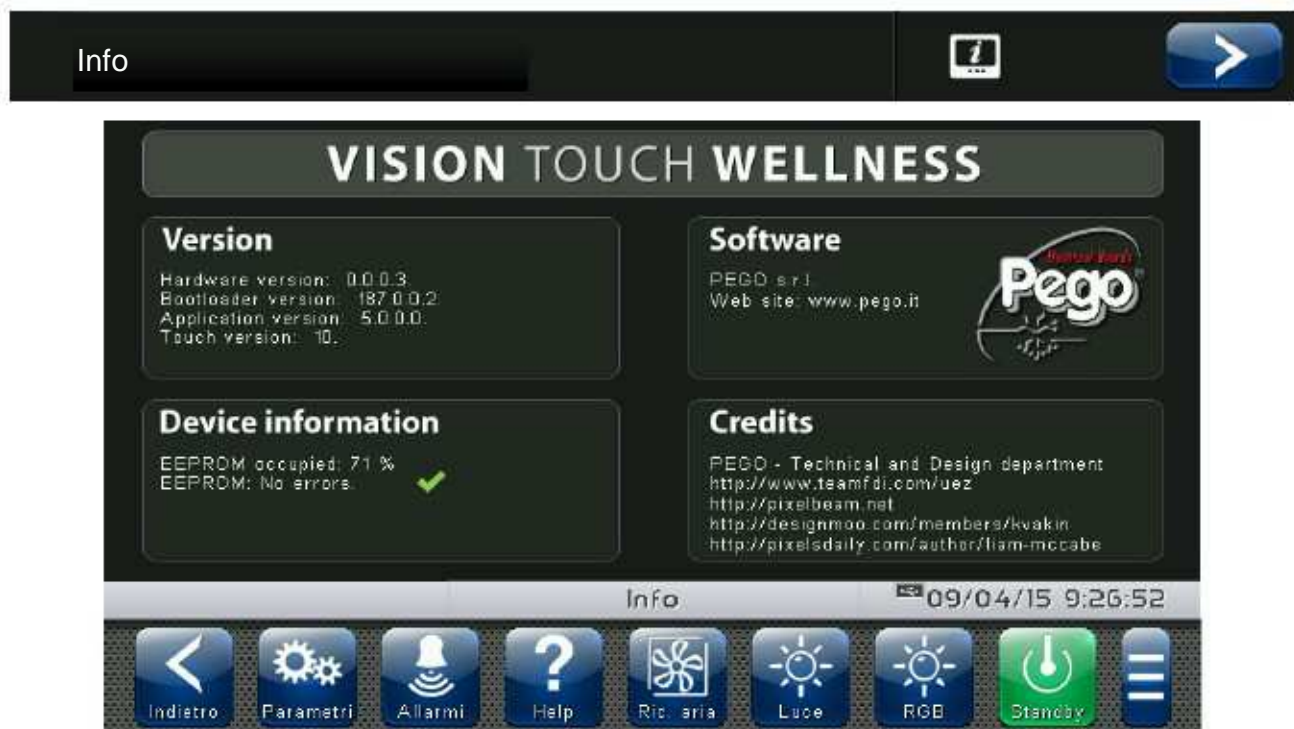 Info
VISION TOUCH WELLNESS
Version
Hardware version: 0.0.0.3.
Bootloader version: 187.0.0.2.
Application version: 5.0.0.0.
Touch version: 10.
Device information
EEPROM occupied: 71 %
EEPROM: No errors.
Software
PEGO s.r.l.
Web site: www.pego.it
Pego
Credits
PEGO - Technical and Design department
http://www.teamfdi.com/uez
http://pixelbeam.net
http://designmoo.com/members/kvakin
http://pixelsdaily.com/author/liam-mccabe
Info
09/04/15 9:26:52
Indietro
Parametri
Allarmi
Help
Ric. aria
Luce
RGB
Standby